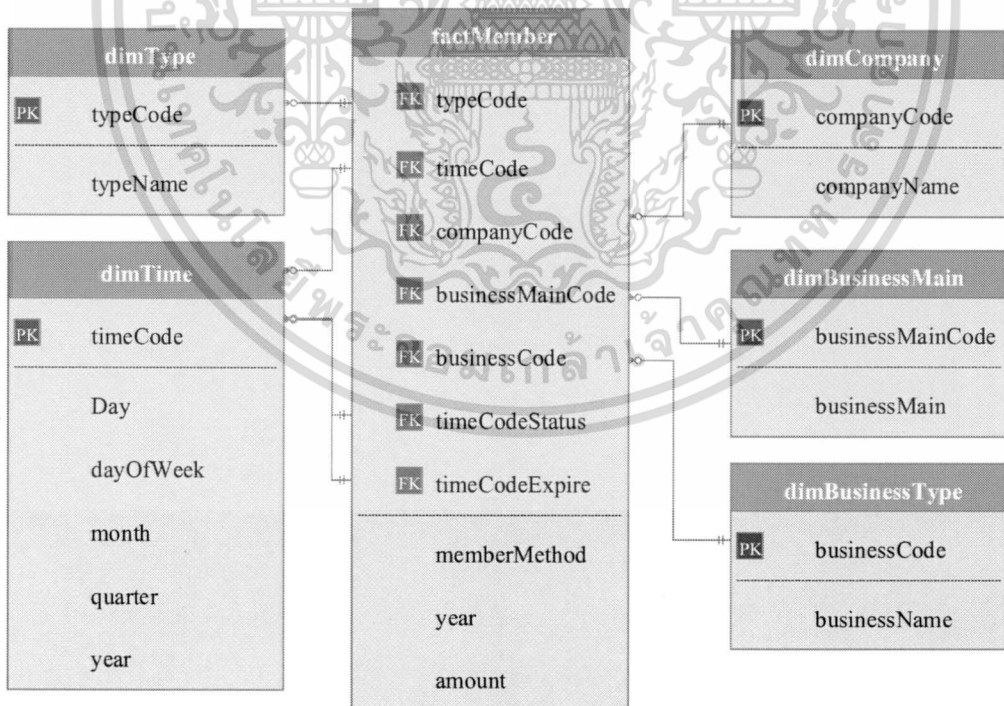 dimType
PK typeCode
typeName
dimTime
PK timeCode
Day
dayOfWeek
month
quarter
year
factMember
FK typeCode
FK timeCode
FK companyCode
FK businessMainCode
FK businessCode
FK timeCodeStatus
FK timeCodeExpire
memberMethod
year
amount
dimCompany
PK companyCode
companyName
dimBusinessMain
PK businessMainCode
businessMain
dimBusinessType
PK businessCode
businessName